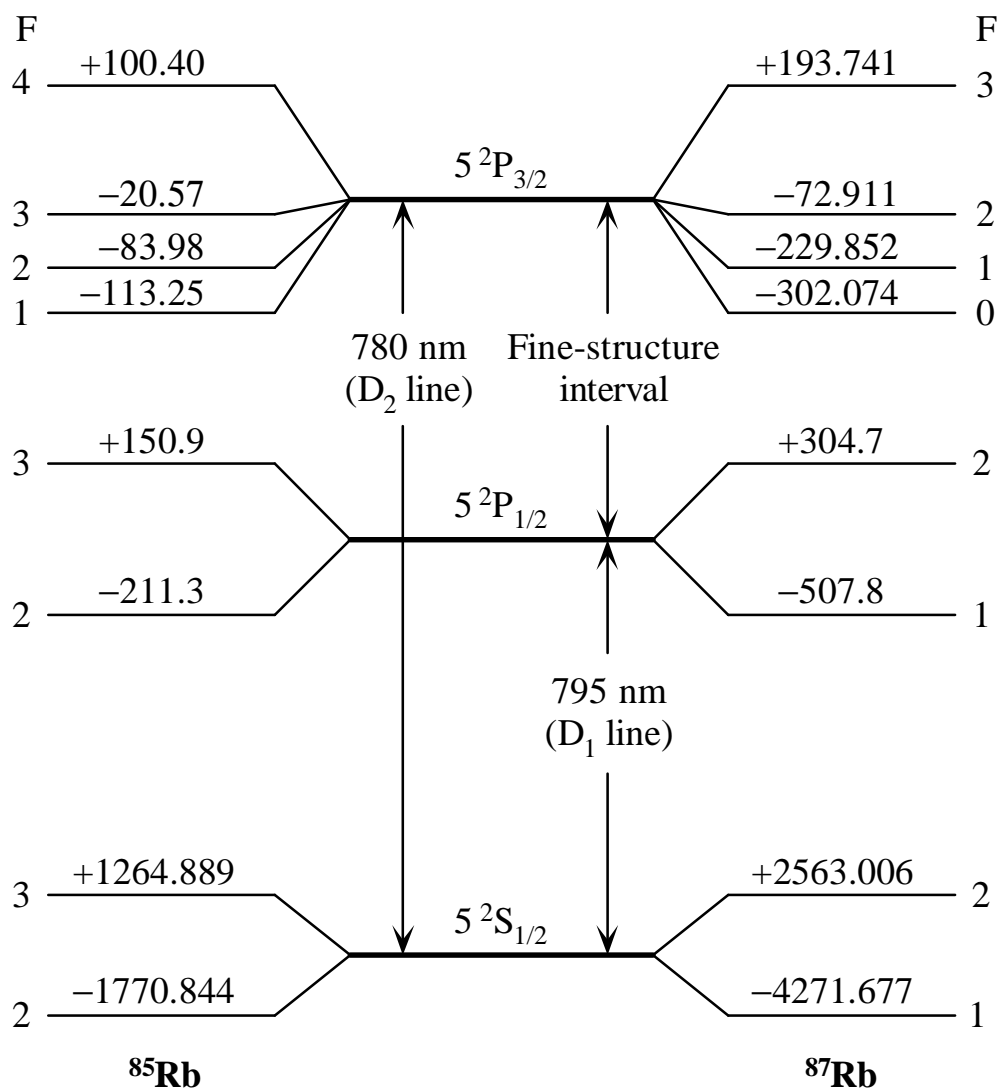 F F
+100.40 +193.741
4 3
5 ²P₃/₂
−20.57 −72.911
3 2
−83.98 −229.852
2 1
−113.25 −302.074
1 0
780 nm Fine-structure
(D₂ line) interval
+150.9 +304.7
3 2
5 ²P₁/₂
−211.3 −507.8
2 1
795 nm
(D₁ line)
+1264.889 +2563.006
3 2
5 ²S₁/₂
−1770.844 −4271.677
2 1
⁸⁵Rb ⁸⁷Rb